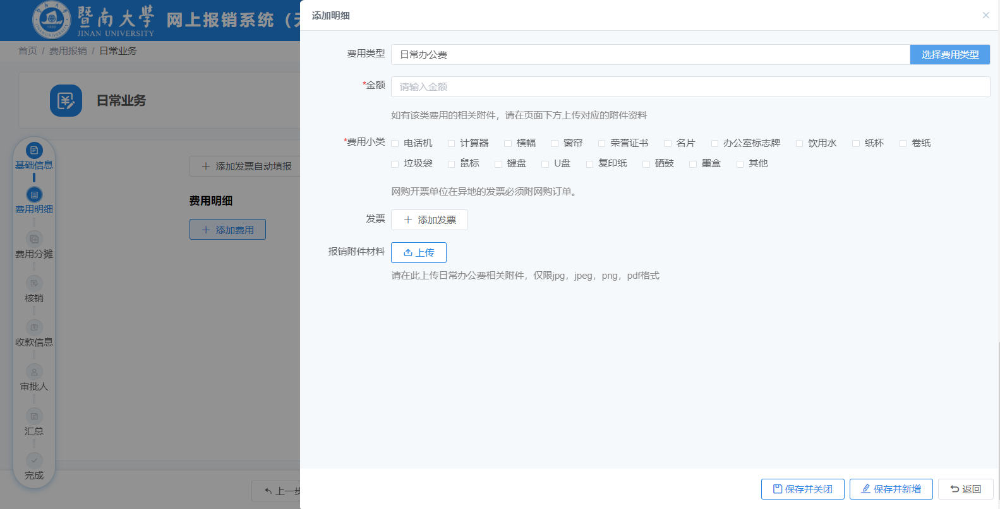 暨南大学
JINAN UNIVERSITY
网上报销系统
首页 / 费用报销 / 日常业务
日常业务
基础信息
费用明细
费用分摊
核销
收款信息
审批人
汇总
完成
添加发票自动填报
费用明细
添加费用
上一步
添加明细
费用类型
日常办公费
选择费用类型
*金额
请输入金额
如有该类费用的相关附件，请在页面下方上传对应的附件资料
*费用小类
电话机 计算器 横幅 窗帘 荣誉证书 名片 办公室标志牌 饮用水 纸杯 卷纸
垃圾袋 鼠标 键盘 U盘 复印纸 硒鼓 墨盒 其他
网购开票单位在异地的发票必须附网购订单。
发票
添加发票
报销附件材料
上传
请在此上传日常办公费相关附件，仅限jpg，jpeg，png，pdf格式
保存并关闭
保存并新增
返回